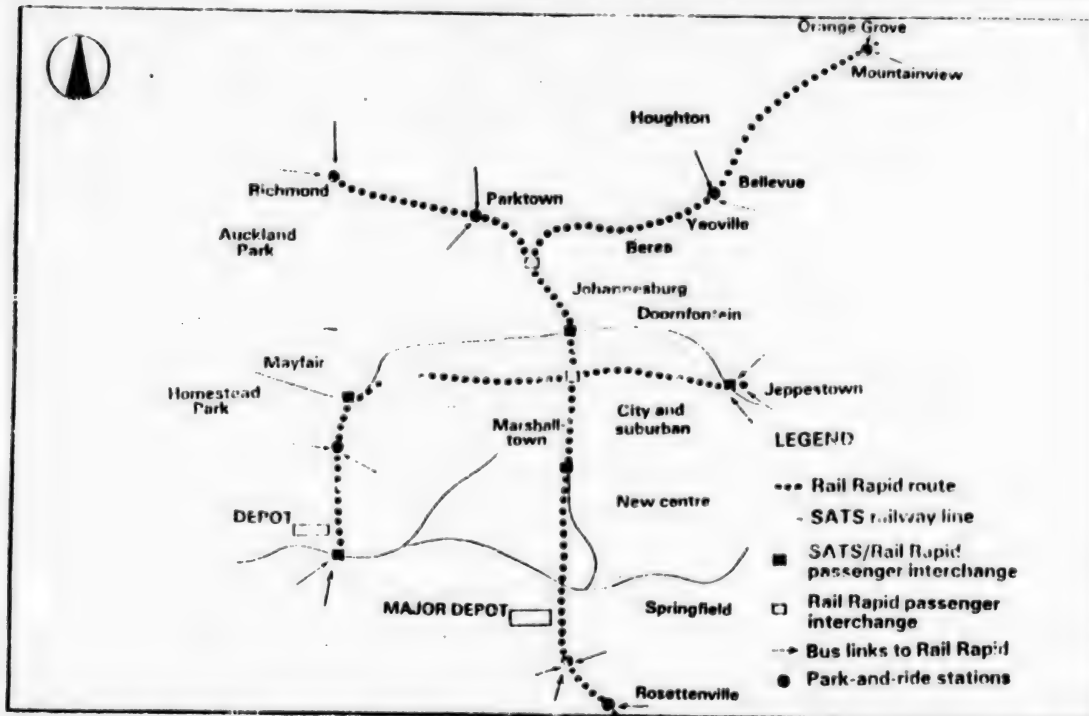 Orange Grove
Mountainview
Houghton
Bellevue
Richmond
Parktown
Yeoville
Auckland
Park
Berea
Johannesburg
Doornfontein
Mayfair
Homestead
Park
Jeppestown
Marshall-
town
City and
suburban
New centre
DEPOT
MAJOR DEPOT
Springfield
Rosettenville
LEGEND
Rail Rapid route
SATS railway line
SATS/Rail Rapid
passenger interchange
Rail Rapid passenger
interchange
Bus links to Rail Rapid
Park-and-ride stations